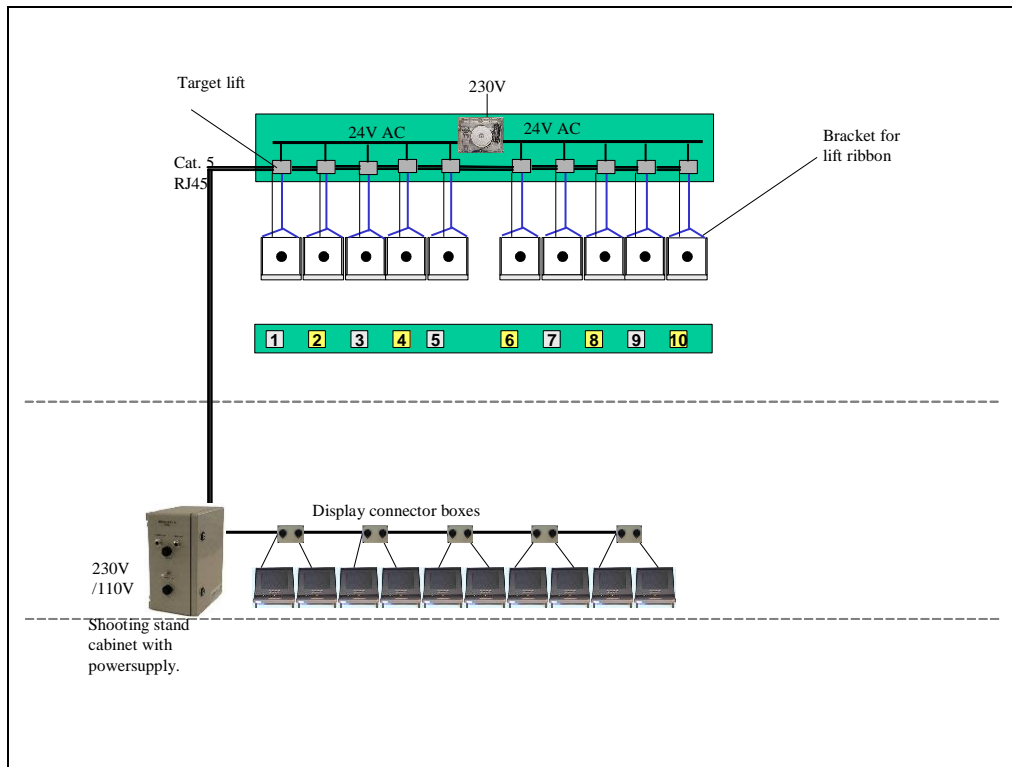 Target lift
230V
24V AC
24V AC
Bracket for
lift ribbon
Cat. 5
RJ45
1 2 3 4 5 6 7 8 9 10
Display connector boxes
230V
/110V
Shooting stand
cabinet with
powersupply.